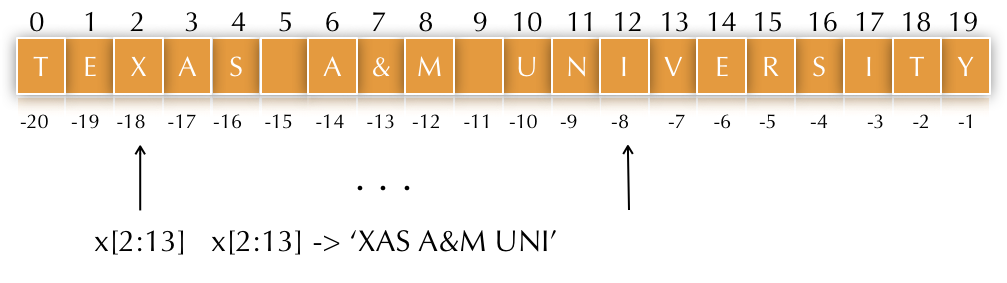 0 1 2 3 4 5 6 7 8 9 10 11 12 13 14 15 16 17 18 19
T E X A S A & M U N I V E R S I T Y
-20 -19 -18 -17 -16 -15 -14 -13 -12 -11 -10 -9 -8 -7 -6 -5 -4 -3 -2 -1
. . .
x[2:13] x[2:13] -> ‘XAS A&M UNI’